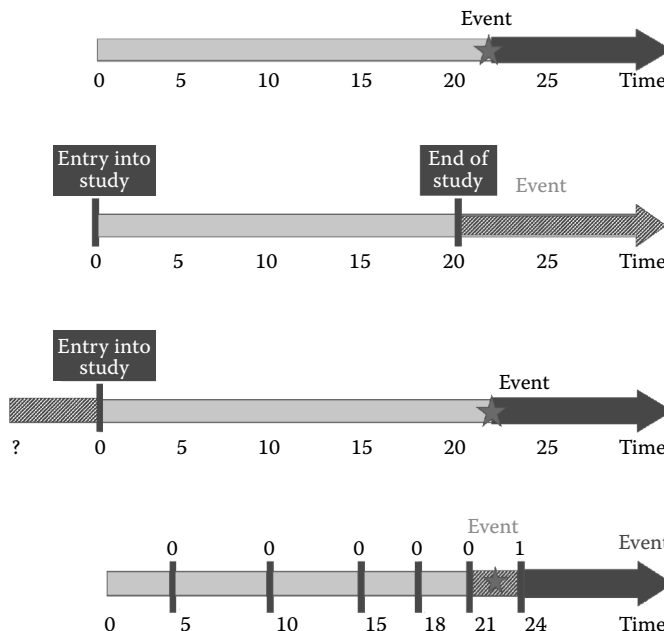 Event
0 5 10 15 20 25 Time
Entry into
study
End of
study
Event
0 5 10 15 20 25 Time
Entry into
study
Event
? 0 5 10 15 20 25 Time
Event
0 0 0 0 0 1 Event
0 5 10 15 18 21 24 Time